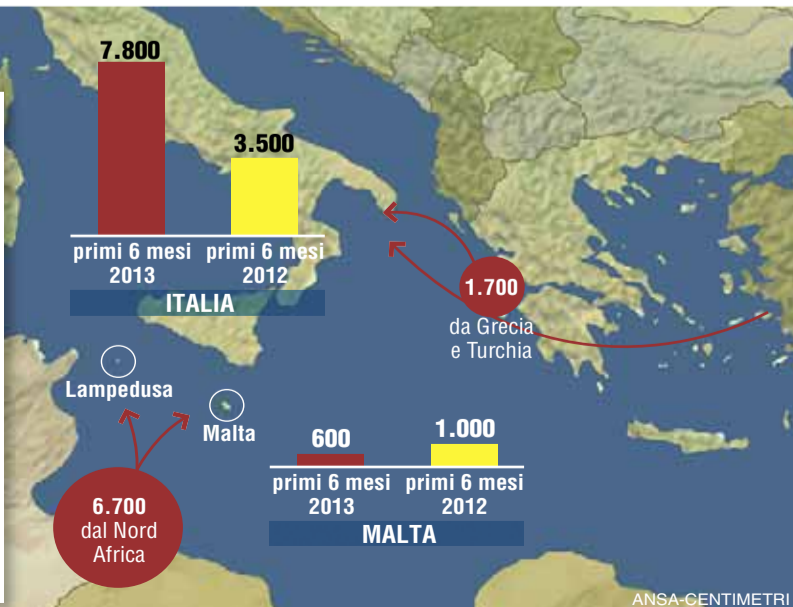 7.800
3.500
primi 6 mesi
2013
primi 6 mesi
2012
ITALIA
1.700
da Grecia
e Turchia
Lampedusa
Malta
6.700
dal Nord
Africa
600
1.000
primi 6 mesi
2013
primi 6 mesi
2012
MALTA
ANSA-CENTIMETRI